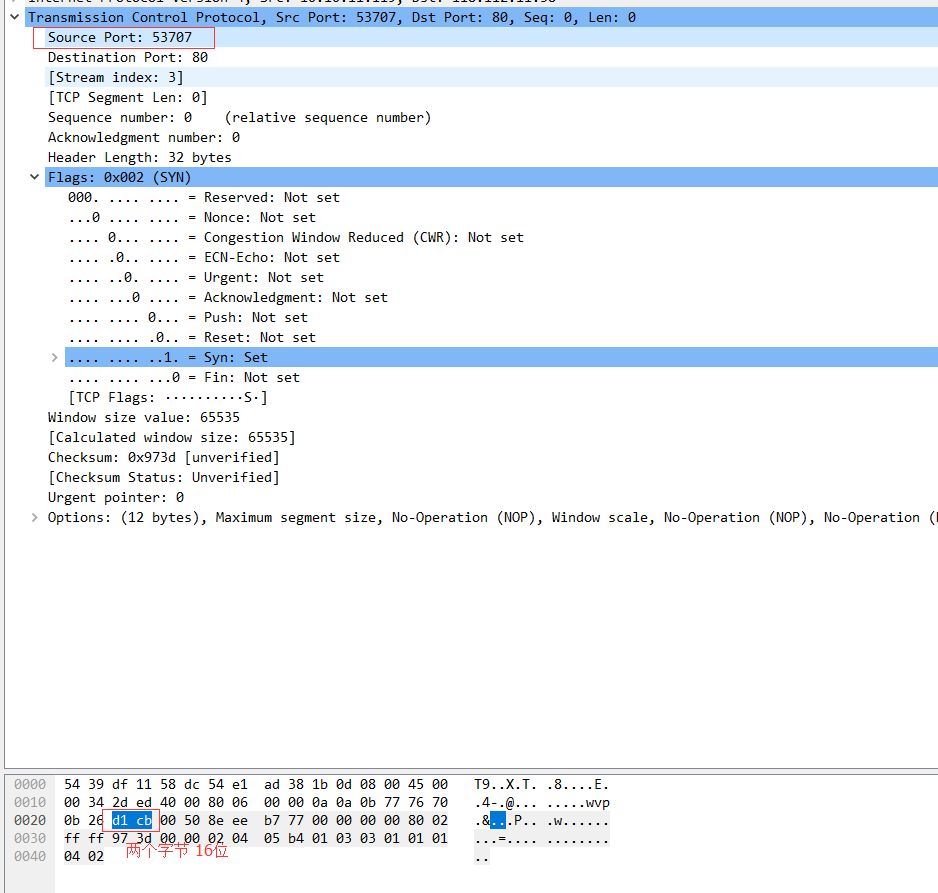 Transmission Control Protocol, Src Port: 53707, Dst Port: 80, Seq: 0, Len: 0
Source Port: 53707
Destination Port: 80
[Stream index: 3]
[TCP Segment Len: 0]
Sequence number: 0    (relative sequence number)
Acknowledgment number: 0
Header Length: 32 bytes
Flags: 0x002 (SYN)
000. .... .... = Reserved: Not set
...0 .... .... = Nonce: Not set
.... 0... .... = Congestion Window Reduced (CWR): Not set
.... .0.. .... = ECN-Echo: Not set
.... ..0. .... = Urgent: Not set
.... ...0 .... = Acknowledgment: Not set
.... .... 0... = Push: Not set
.... .... .0.. = Reset: Not set
.... .... ..1. = Syn: Set
.... .... ...0 = Fin: Not set
[TCP Flags: ··········S·]
Window size value: 65535
[Calculated window size: 65535]
Checksum: 0x973d [unverified]
[Checksum Status: Unverified]
Urgent pointer: 0
Options: (12 bytes), Maximum segment size, No-Operation (NOP), Window scale, No-Operation (NOP), No-Operation (
0000 54 39 df 11 58 dc 54 e1 ad 38 1b 0d 08 00 45 00 T9..X.T. .8....E.
0010 00 34 2d ed 40 00 80 06 00 00 0a 0a 0b 77 76 70 .4-.@... .....wvp
0020 0b 26 d1 cb 00 50 8e ee b7 77 00 00 00 00 80 02 .&...P.. .w......
0030 ff ff 97 3d 00 00 02 04 05 b4 01 03 03 01 01 01 ...=.... ........
0040 04 02 ..
两个字节 16位